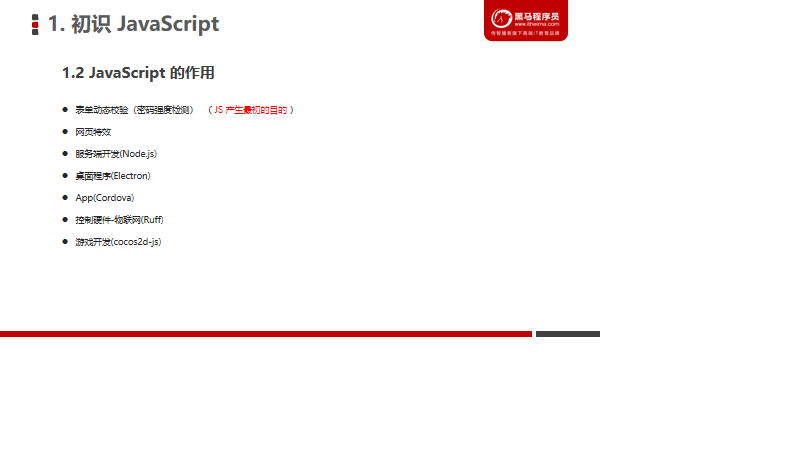 1. 初识 JavaScript
黑马程序员
www.itheima.com
传智播客旗下高端IT教育品牌
1.2 JavaScript 的作用
表单动态校验（密码强度检测） （ JS 产生最初的目的 ）
网页特效
服务端开发(Node.js)
桌面程序(Electron)
App(Cordova)
控制硬件-物联网(Ruff)
游戏开发(cocos2d-js)